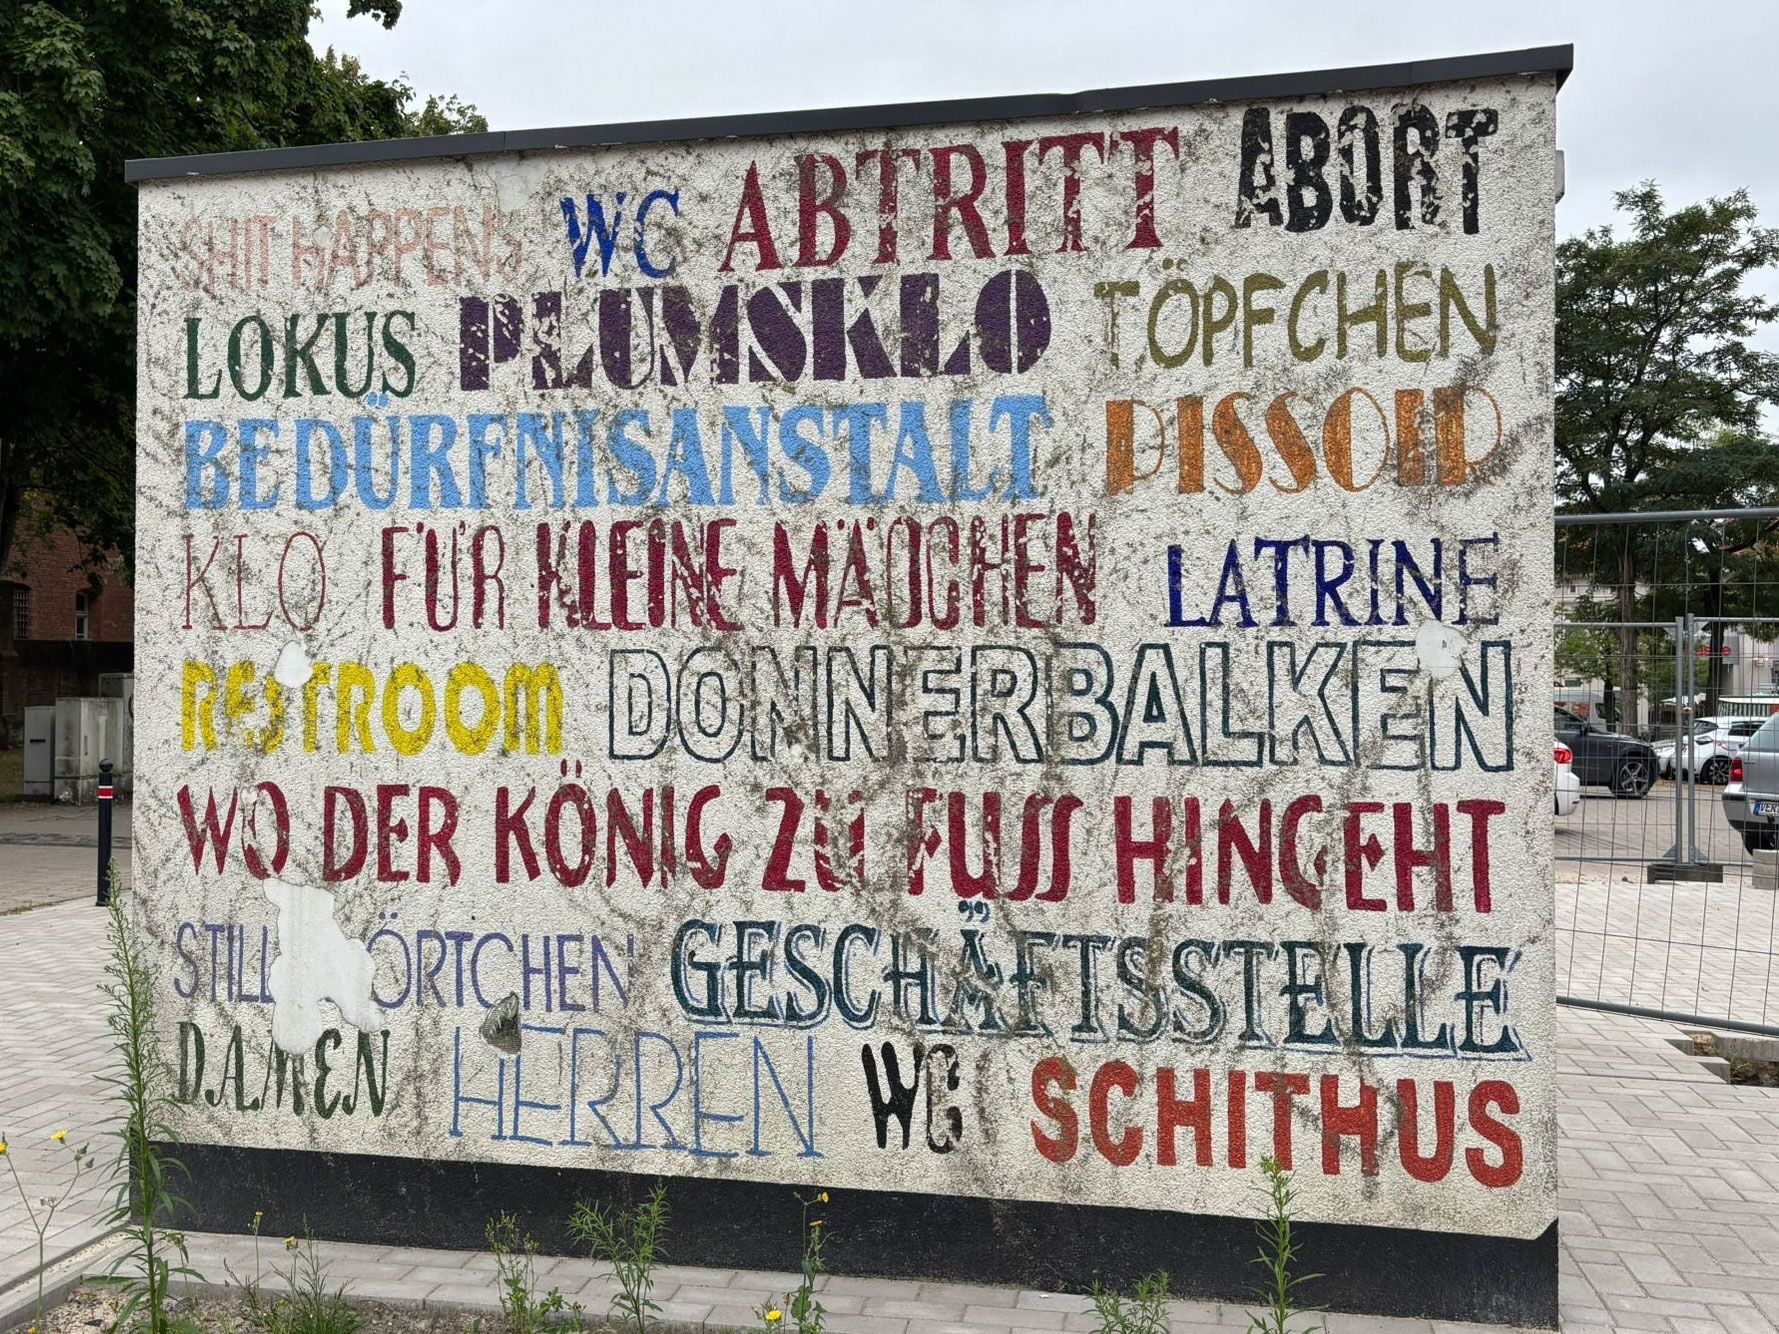 SHIT HAPPENS WC ABTRITT ABORT
LOKUS PLUMSKLO TÖPFCHEN
BEDÜRFNISANSTALT PISSOIR
KLO FÜR KLEINE MÄDCHEN LATRINE
RESTROOM DONNERBALKEN
WO DER KÖNIG ZU FUSS HINGEHT
STILL ÖRTCHEN GESCHÄFTSSTELLE
DAMEN HERREN WC SCHITHUS